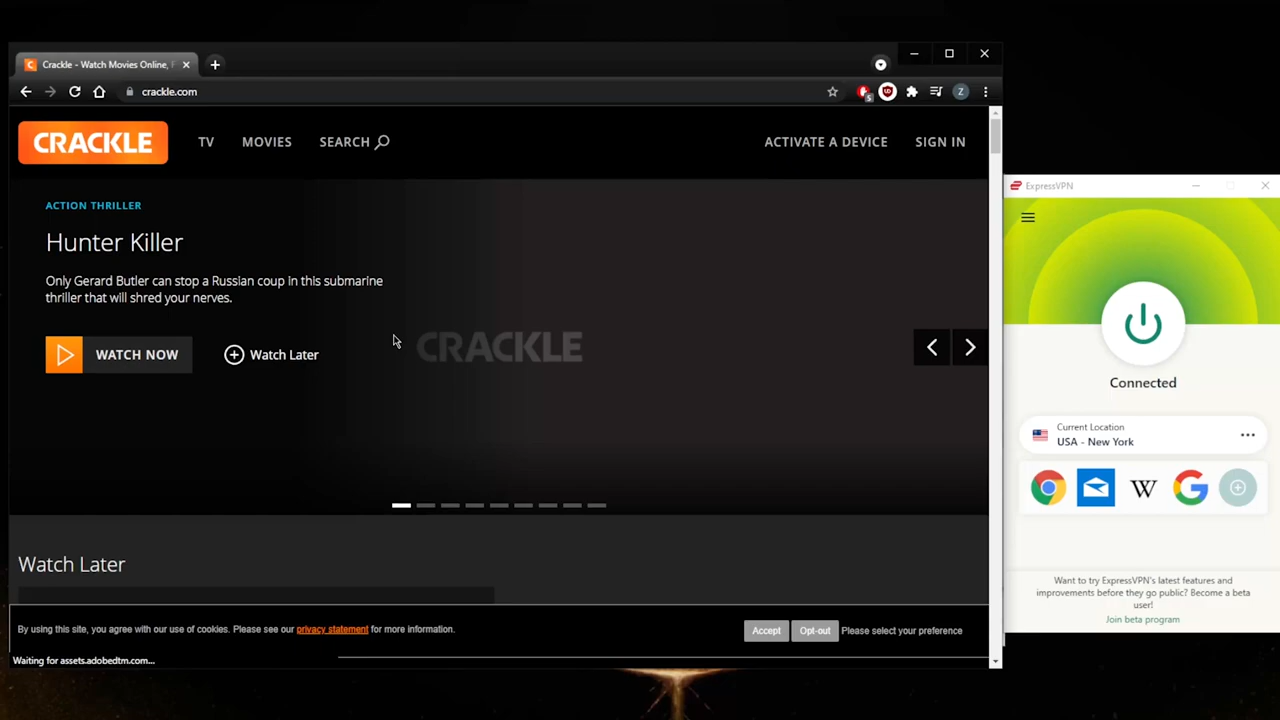 Crackle - Watch Movies Online, F
crackle.com
5
Z
CRACKLE
TV
MOVIES
SEARCH
ACTIVATE A DEVICE
SIGN IN
ACTION THRILLER
Hunter Killer
Only Gerard Butler can stop a Russian coup in this submarine
thriller that will shred your nerves.
WATCH NOW
Watch Later
CRACKLE
Watch Later
By using this site, you agree with our use of cookies. Please see our privacy statement for more information.
Accept
Opt-out
Please select your preference
Waiting for assets.adobedtm.com...
ExpressVPN
Connected
Current Location
USA - New York
W
G
Want to try ExpressVPN's latest features and
improvements before they go public? Become a beta
user!
Join beta program